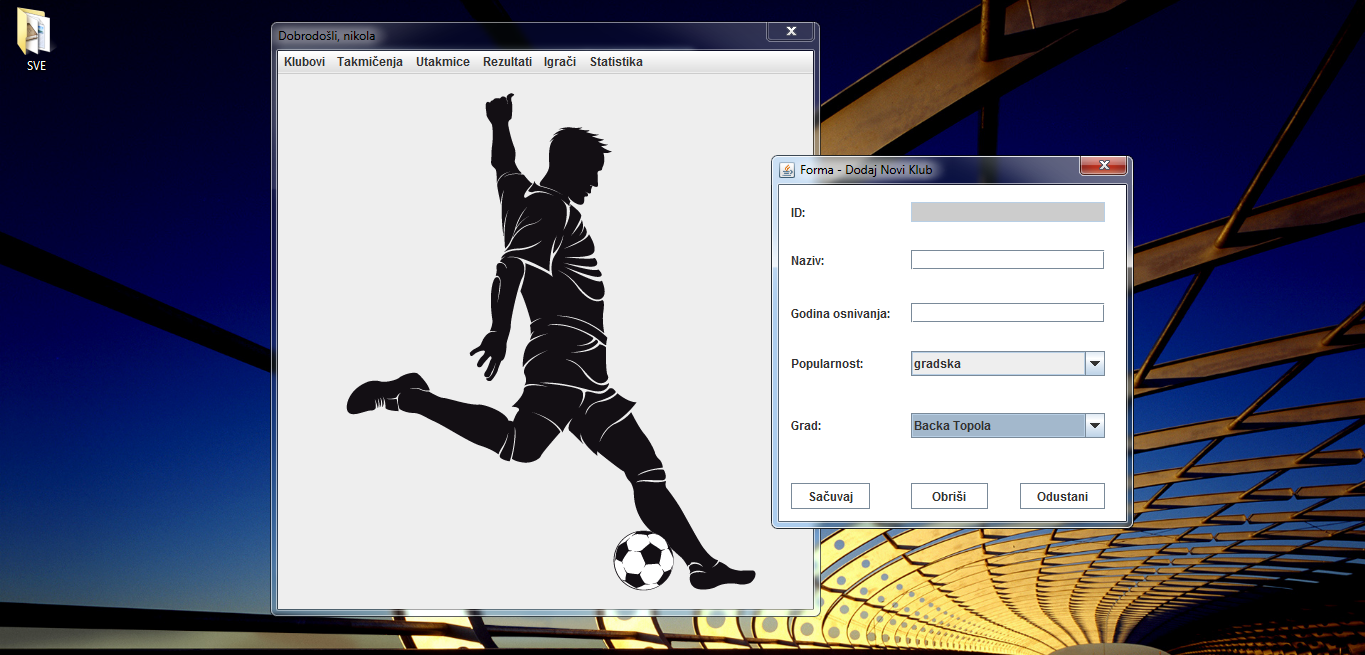 SVE
Dobrodošli, nikola
Klubovi Takmičenja Utakmice Rezultati Igrači Statistika
Forma - Dodaj Novi Klub
ID:
Naziv:
Godina osnivanja:
Popularnost: gradska
Grad: Backa Topola
Sačuvaj Obriši Odustani